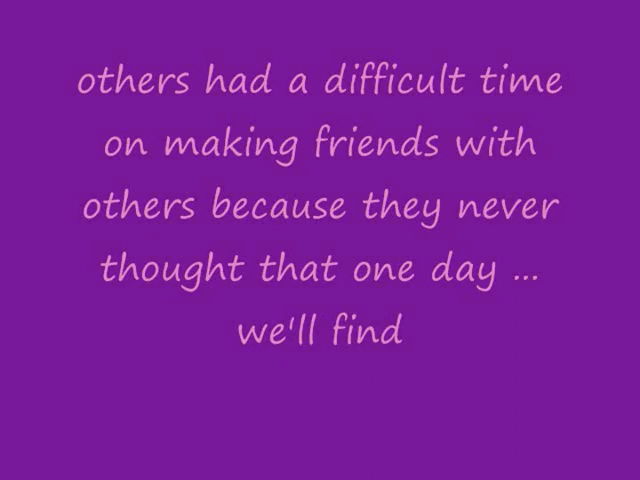 others had a difficult time
on making friends with
others because they never
thought that one day ...
we'll find